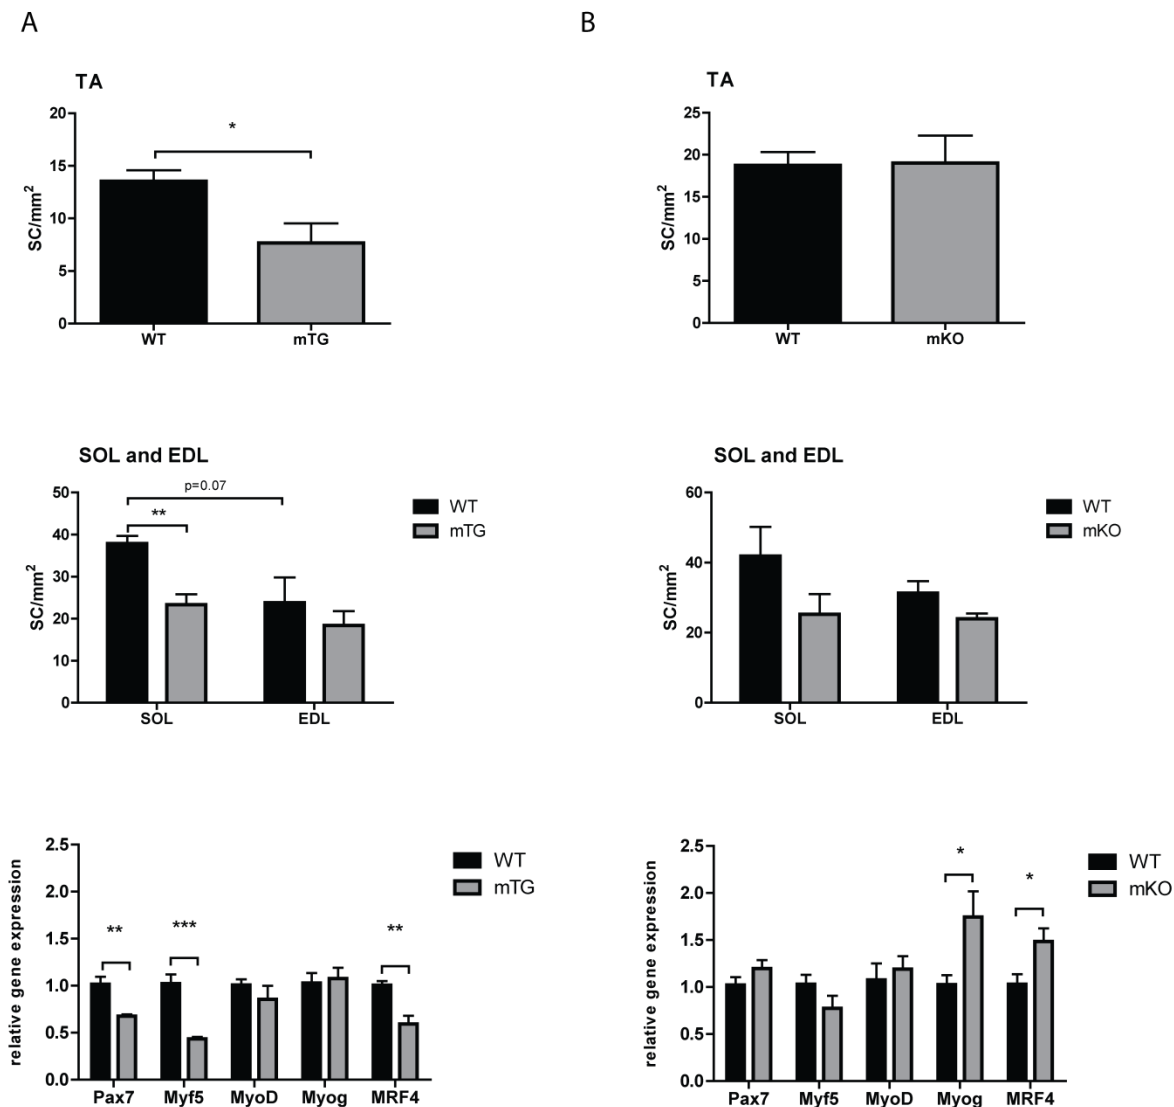 A
B
TA
SC/mm²
20
15
10
5
0
*
WT
mTG
TA
SC/mm²
25
20
15
10
5
0
WT
mKO
SOL and EDL
SC/mm²
50
40
30
20
10
0
p=0.07
**
WT
mTG
SOL
EDL
SOL and EDL
SC/mm²
60
40
20
0
WT
mKO
SOL
EDL
relative gene expression
2.5
2.0
1.5
1.0
0.5
0.0
WT
mTG
**
***
**
Pax7
Myf5
MyoD
Myog
MRF4
relative gene expression
2.5
2.0
1.5
1.0
0.5
0.0
WT
mKO
*
*
Pax7
Myf5
MyoD
Myog
MRF4